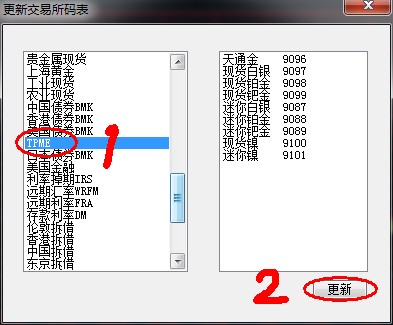 更新交易所码表
贵金属现货
上海黄金
工业现货
农业现货
中国债券BMK
香港债券BMK
美国债券BMK
TPME
日本债券BMK
美国金融
利率掉期IRS
远期汇率WRFM
远期利率FRA
存款利率DM
伦敦拆借
香港拆借
中国拆借
东京拆借
1
天通金 9096
现货白银 9097
现货铂金 9098
现货钯金 9099
迷你白银 9087
迷你铂金 9088
迷你钯金 9089
现货镍 9100
迷你镍 9101
2
更新